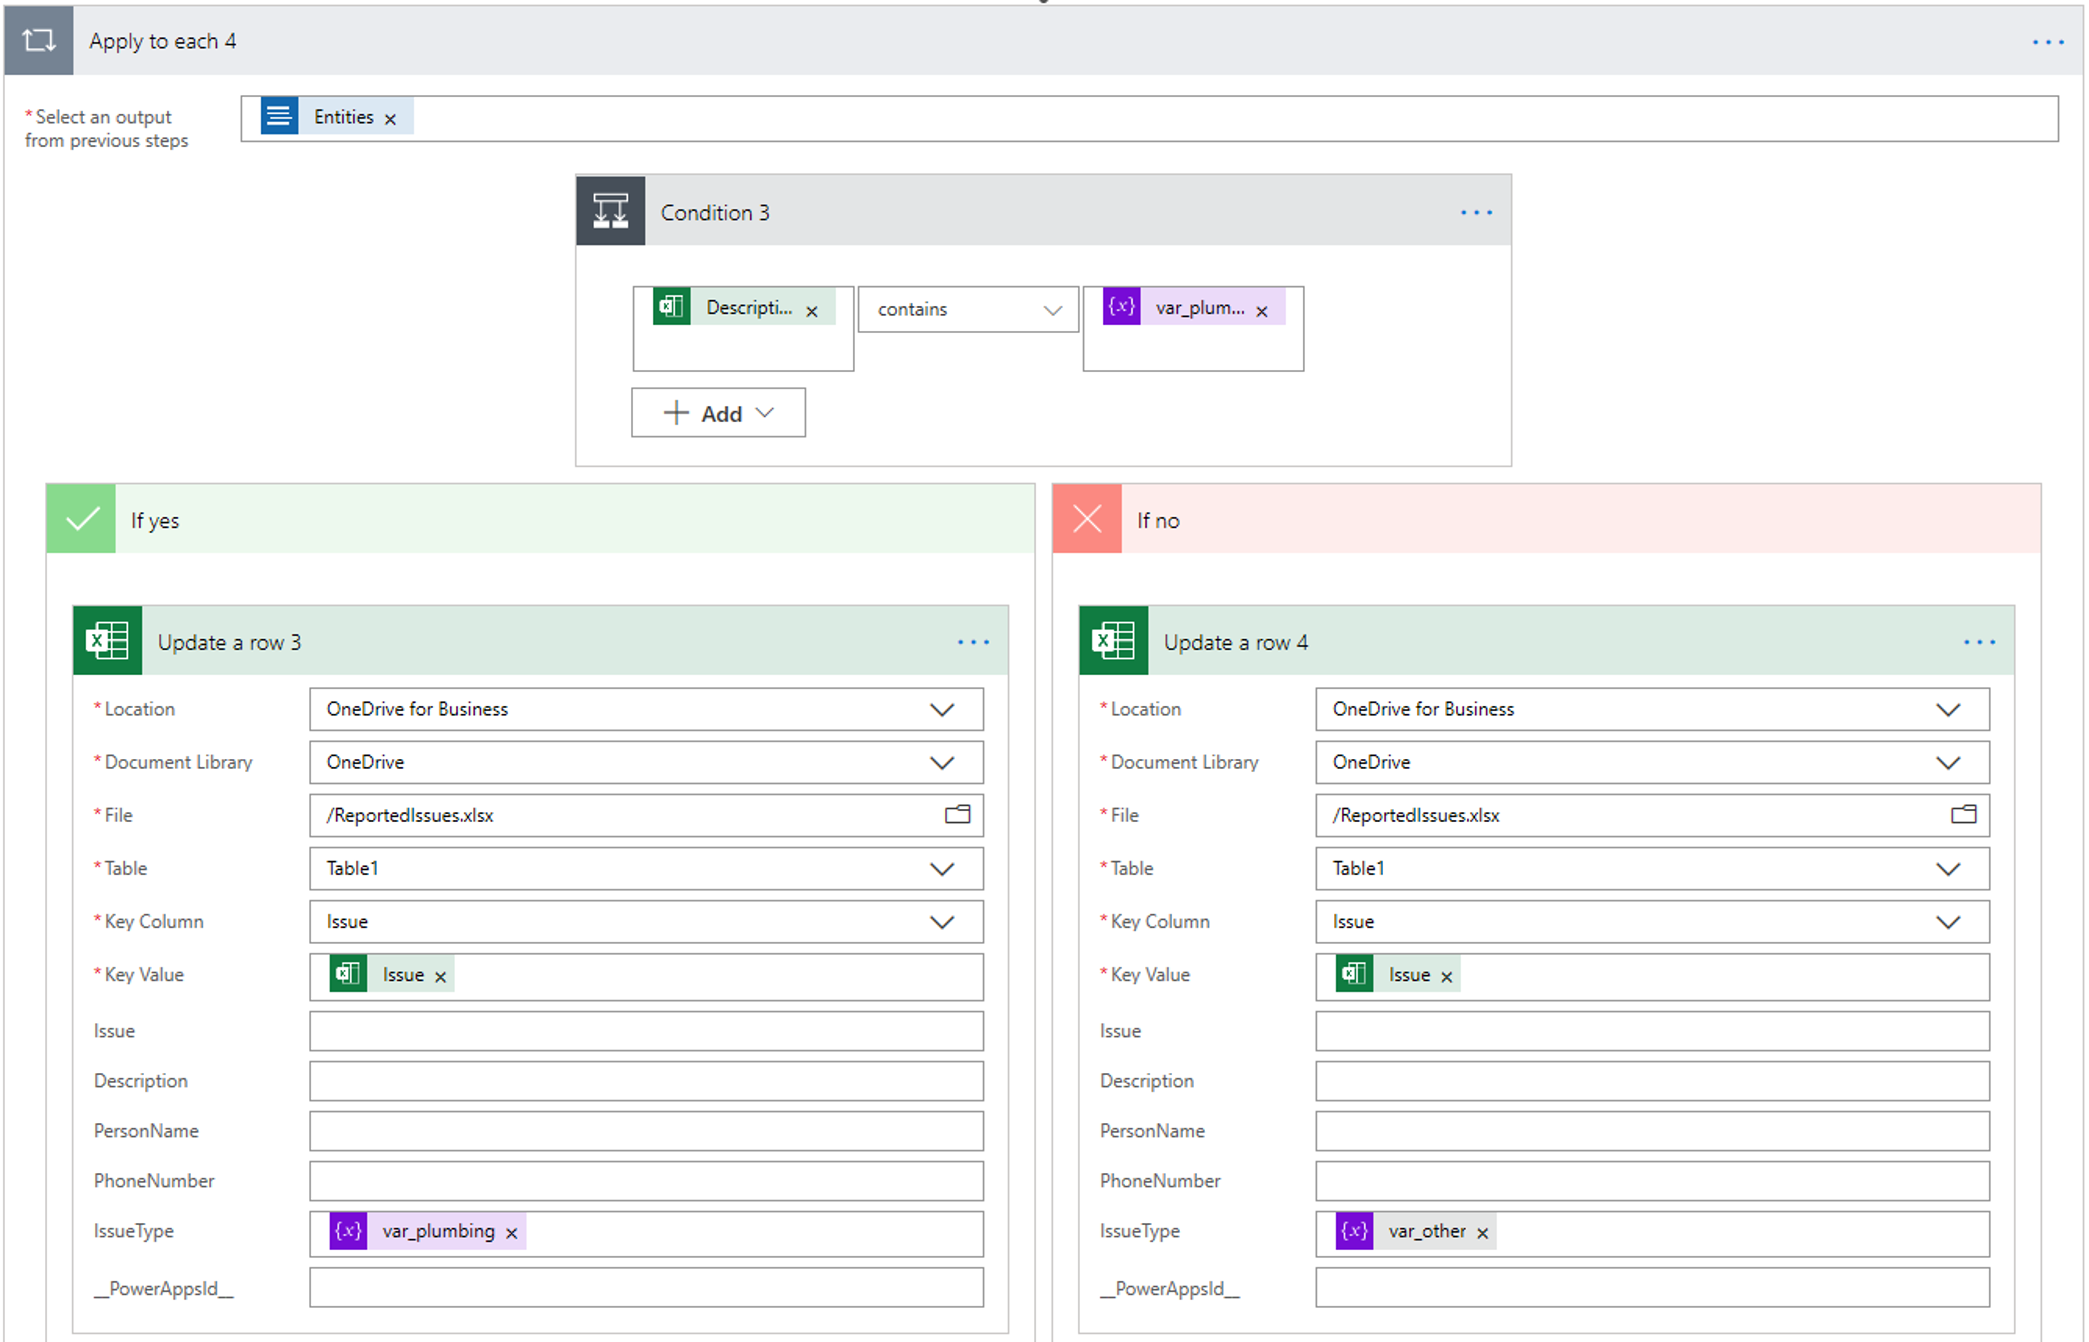 Apply to each 4
*Select an output
from previous steps
Entities
Condition 3
Descripti...
contains
{x} var_plum...
Add
If yes
If no
Update a row 3
*Location
OneDrive for Business
*Document Library
OneDrive
*File
/ReportedIssues.xlsx
*Table
Table1
*Key Column
Issue
*Key Value
Issue
Issue
Description
PersonName
PhoneNumber
IssueType
{x} var_plumbing
__PowerAppsId__
Update a row 4
*Location
OneDrive for Business
*Document Library
OneDrive
*File
/ReportedIssues.xlsx
*Table
Table1
*Key Column
Issue
*Key Value
Issue
Issue
Description
PersonName
PhoneNumber
IssueType
{x} var_other
__PowerAppsId__